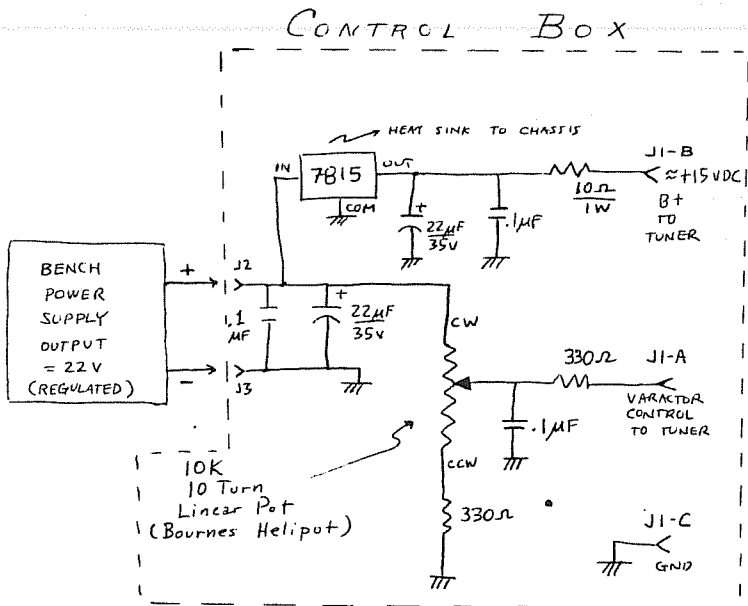 CONTROL BOX
HEAT SINK TO CHASSIS
IN
7815
OUT
COM
J1-B
≈+15VDC
B+
TO
TUNER
10Ω
1W
+
22µF
35V
.1µF
BENCH
POWER
SUPPLY
OUTPUT
= 22V
(REGULATED)
+
-
J2
J3
.1
µF
+
22µF
35V
CW
CCW
330Ω
J1-A
VARACTOR
CONTROL
TO TUNER
.1µF
10K
10 Turn
Linear Pot
(Bournes Helipot)
330Ω
J1-C
GND